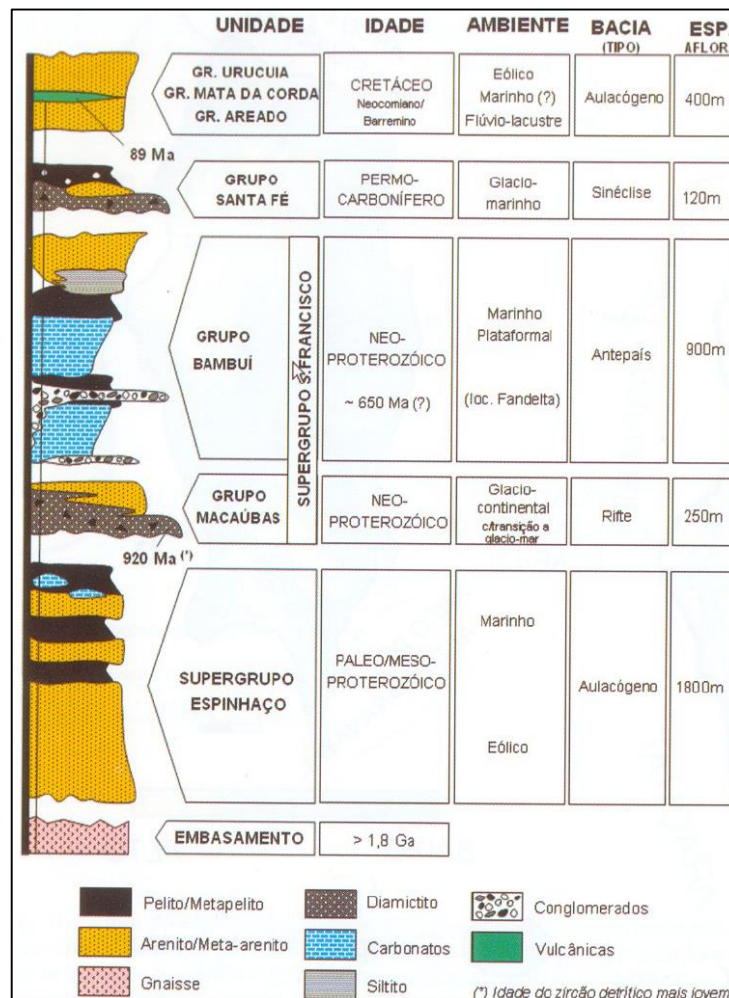 UNIDADE
IDADE
AMBIENTE
BACIA
(TIPO)
ESP
AFLOR
GR. URUCUIA
GR. MATA DA CORDA
GR. AREADO
CRETÁCEO
Neocomiano/
Barremino
Eólico
Marinho (?)
Flúvio-lacustre
Aulacógeno
400m
89 Ma
GRUPO
SANTA FÉ
PERMO-
CARBONÍFERO
Glacio-
marinho
Sinéclise
120m
GRUPO
BAMBUÍ
SUPERGRUPO S.FRANCISCO
NEO-
PROTEROZÓICO
~ 650 Ma (?)
Marinho
Plataformal
(loc. Fandelta)
Antepaís
900m
GRUPO
MACAÚBAS
NEO-
PROTEROZÓICO
Glacio-
continental
c/transição a
glacio-mar
Rifte
250m
920 Ma (*)
SUPERGRUPO
ESPINHAÇO
PALEO/MESO-
PROTEROZÓICO
Marinho
Eólico
Aulacógeno
1800m
EMBASAMENTO
> 1,8 Ga
Pelito/Metapelito
Diamictito
Conglomerados
Arenito/Meta-arenito
Carbonatos
Vulcânicas
Gnaisse
Siltito
(*) Idade do zircão detrítico mais jovem